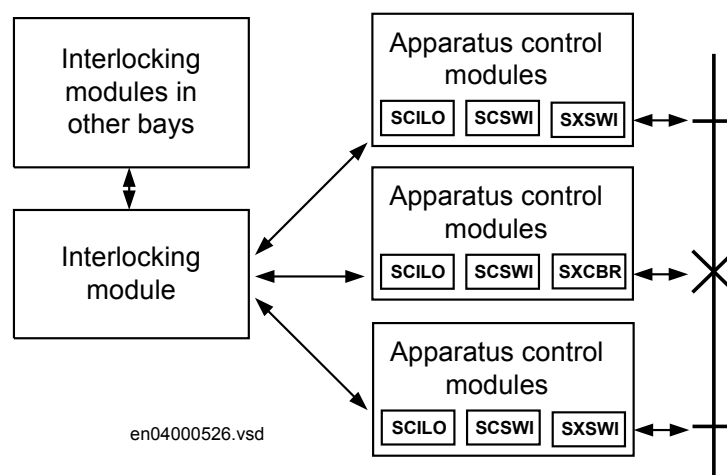 Interlocking
modules in
other bays
Interlocking
module
en04000526.vsd
Apparatus control
modules
SCILO SCSWI SXSWI
Apparatus control
modules
SCILO SCSWI SXCBR
Apparatus control
modules
SCILO SCSWI SXSWI